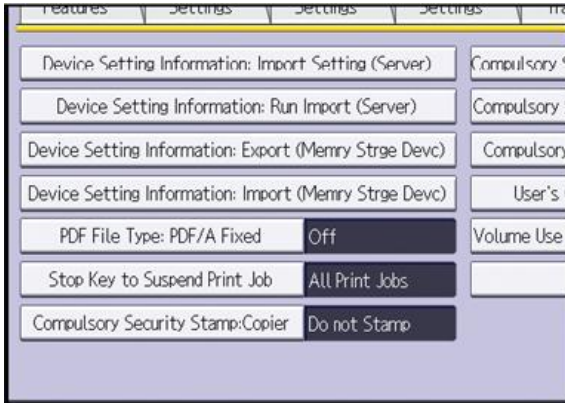 Features Settings Settings Settings
Device Setting Information: Import Setting (Server)
Compulsory
Device Setting Information: Run Import (Server)
Compulsory
Device Setting Information: Export (Memry Strge Devc)
Compulsory
Device Setting Information: Import (Memry Strge Devc)
User's
PDF File Type: PDF/A Fixed Off
Volume Use
Stop Key to Suspend Print Job All Print Jobs
Compulsory Security Stamp:Copier Do not Stamp